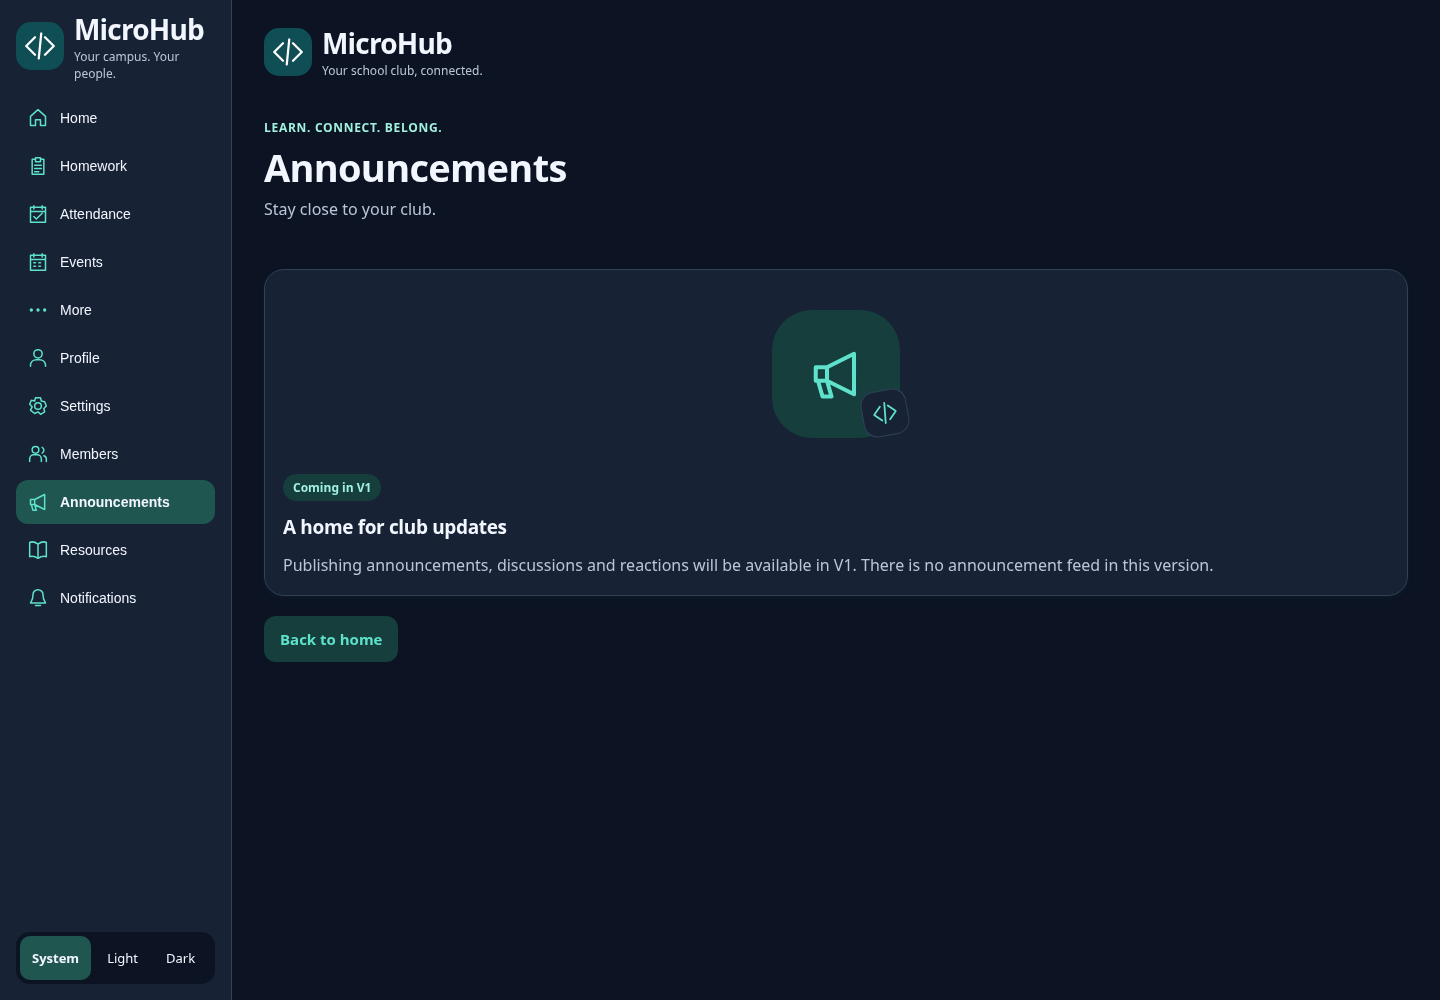 MicroHub
Your campus. Your
people.
Home
Homework
Attendance
Events
More
Profile
Settings
Members
Announcements
Resources
Notifications
System
Light
Dark
MicroHub
Your school club, connected.
LEARN. CONNECT. BELONG.
Announcements
Stay close to your club.
Coming in V1
A home for club updates
Publishing announcements, discussions and reactions will be available in V1. There is no announcement feed in this version.
Back to home